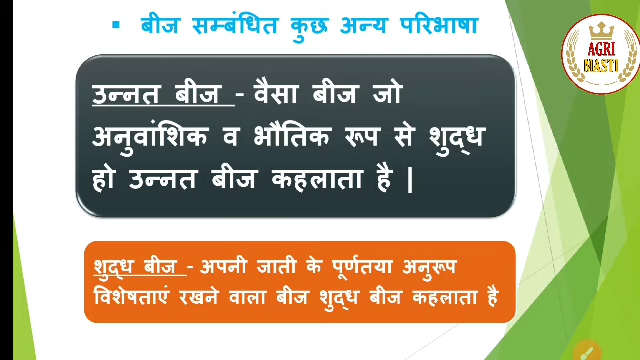 ▪ बीज सम्बंधित कुछ अन्य परिभाषा
AGRI
MASTI
उन्नत बीज - वैसा बीज जो
अनुवांशिक व भौतिक रूप से शुद्ध
हो उन्नत बीज कहलाता है |
शुद्ध बीज - अपनी जाती के पूर्णतया अनुरूप
विशेषताएं रखने वाला बीज शुद्ध बीज कहलाता है